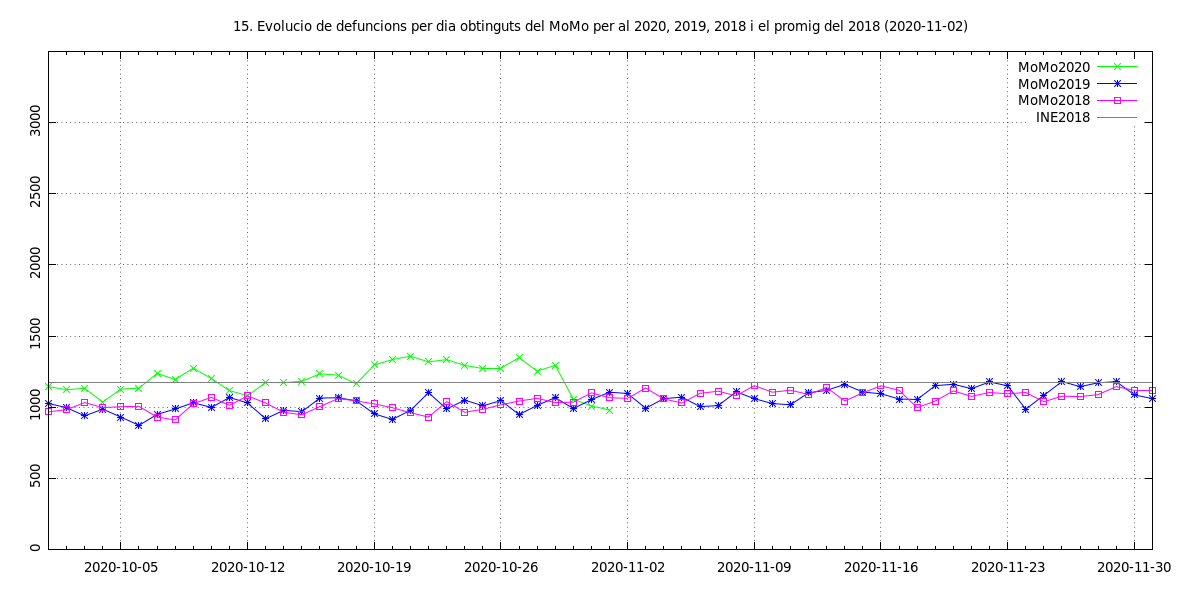 15. Evolucio de defuncions per dia obtinguts del MoMo per al 2020, 2019, 2018 i el promig del 2018 (2020-11-02)
MoMo2020
MoMo2019
MoMo2018
INE2018
3000
2500
2000
1500
1000
500
0
2020-10-05 2020-10-12 2020-10-19 2020-10-26 2020-11-02 2020-11-09 2020-11-16 2020-11-23 2020-11-30